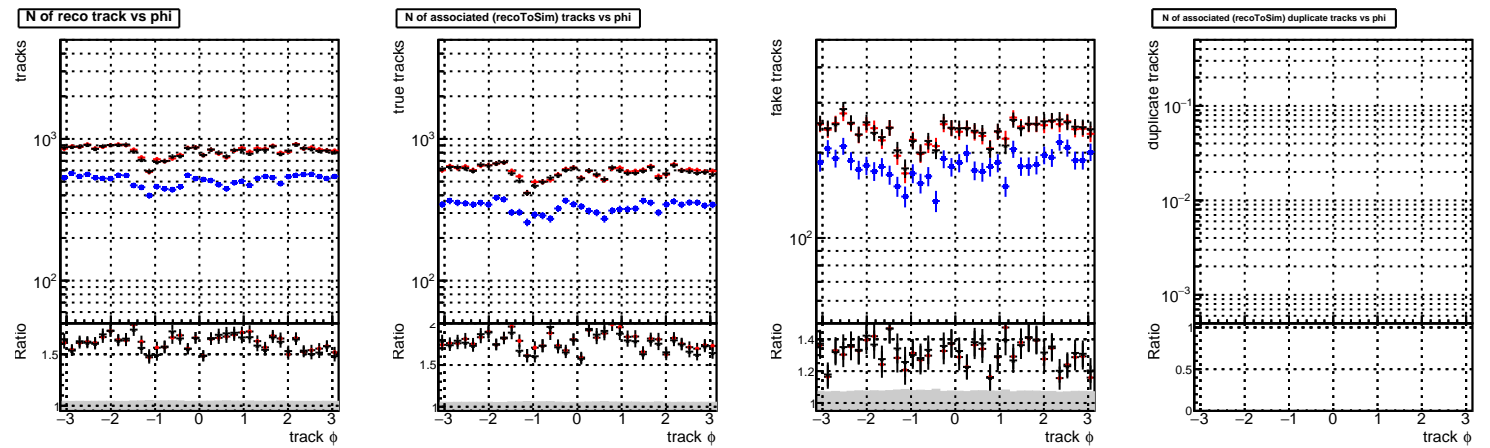 N of reco track vs phi
tracks
10³
10²
Ratio
1.5
1
−3 −2 −1 0 1 2 3
track ϕ
N of associated (recoToSim) tracks vs phi
true tracks
10³
10²
Ratio
2
1.5
1
−3 −2 −1 0 1 2 3
track ϕ
fake tracks
10²
Ratio
1.4
1.2
1
−3 −2 −1 0 1 2 3
track ϕ
N of associated (recoToSim) duplicate tracks vs phi
duplicate tracks
10⁻¹
10⁻²
10⁻³
Ratio
1
0.5
0
−3 −2 −1 0 1 2 3
track ϕ